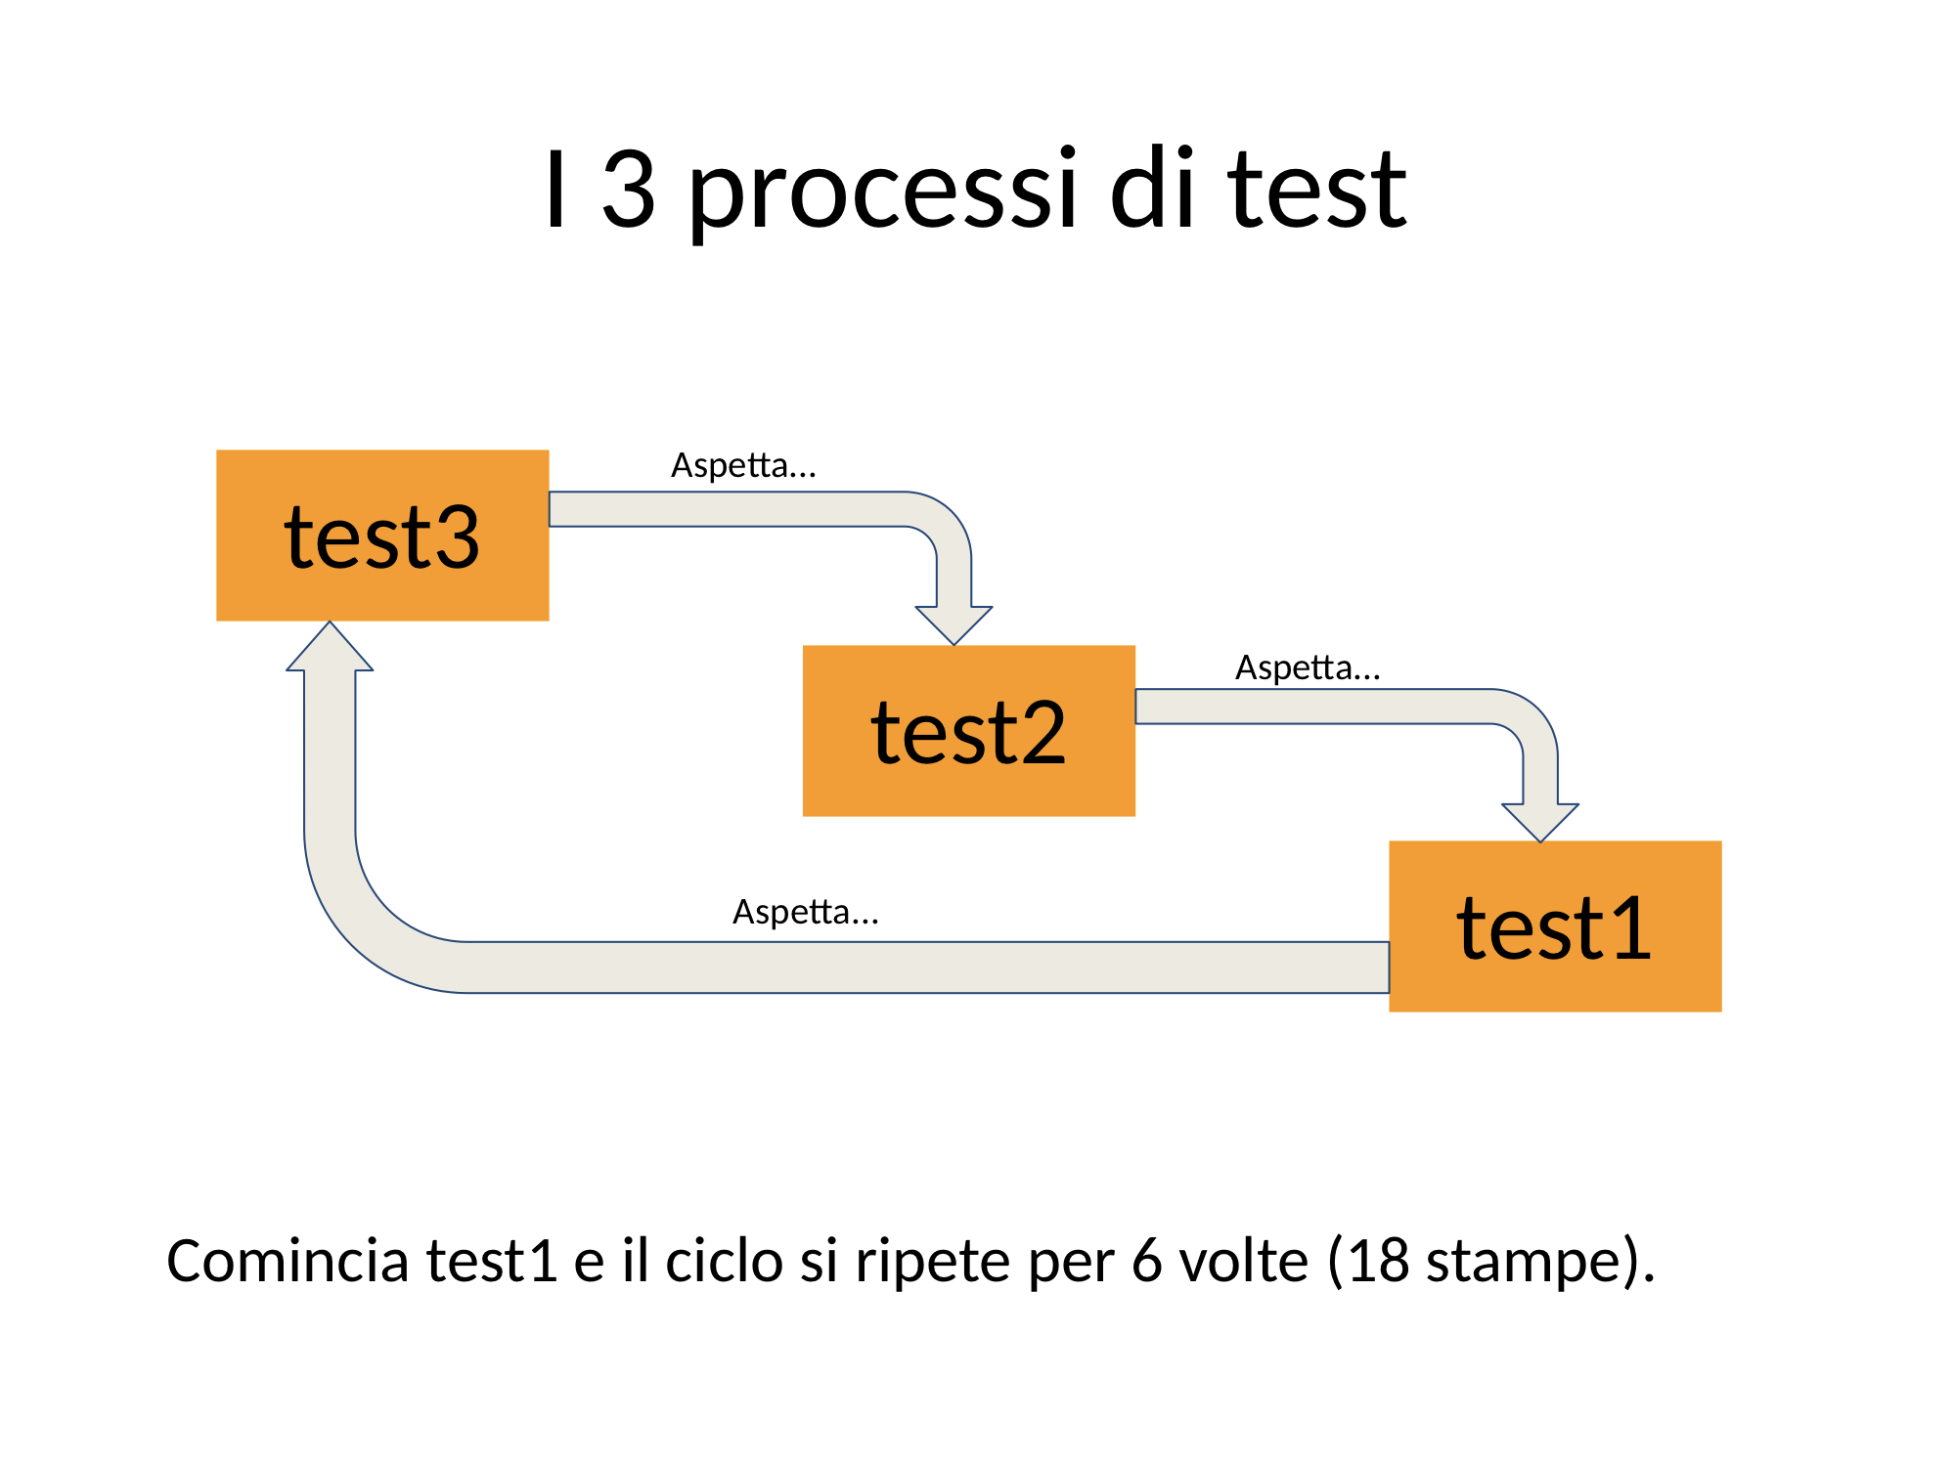 I 3 processi di test
Aspetta...
test3
Aspetta...
test2
Aspetta...
test1
Comincia test1 e il ciclo si ripete per 6 volte (18 stampe).